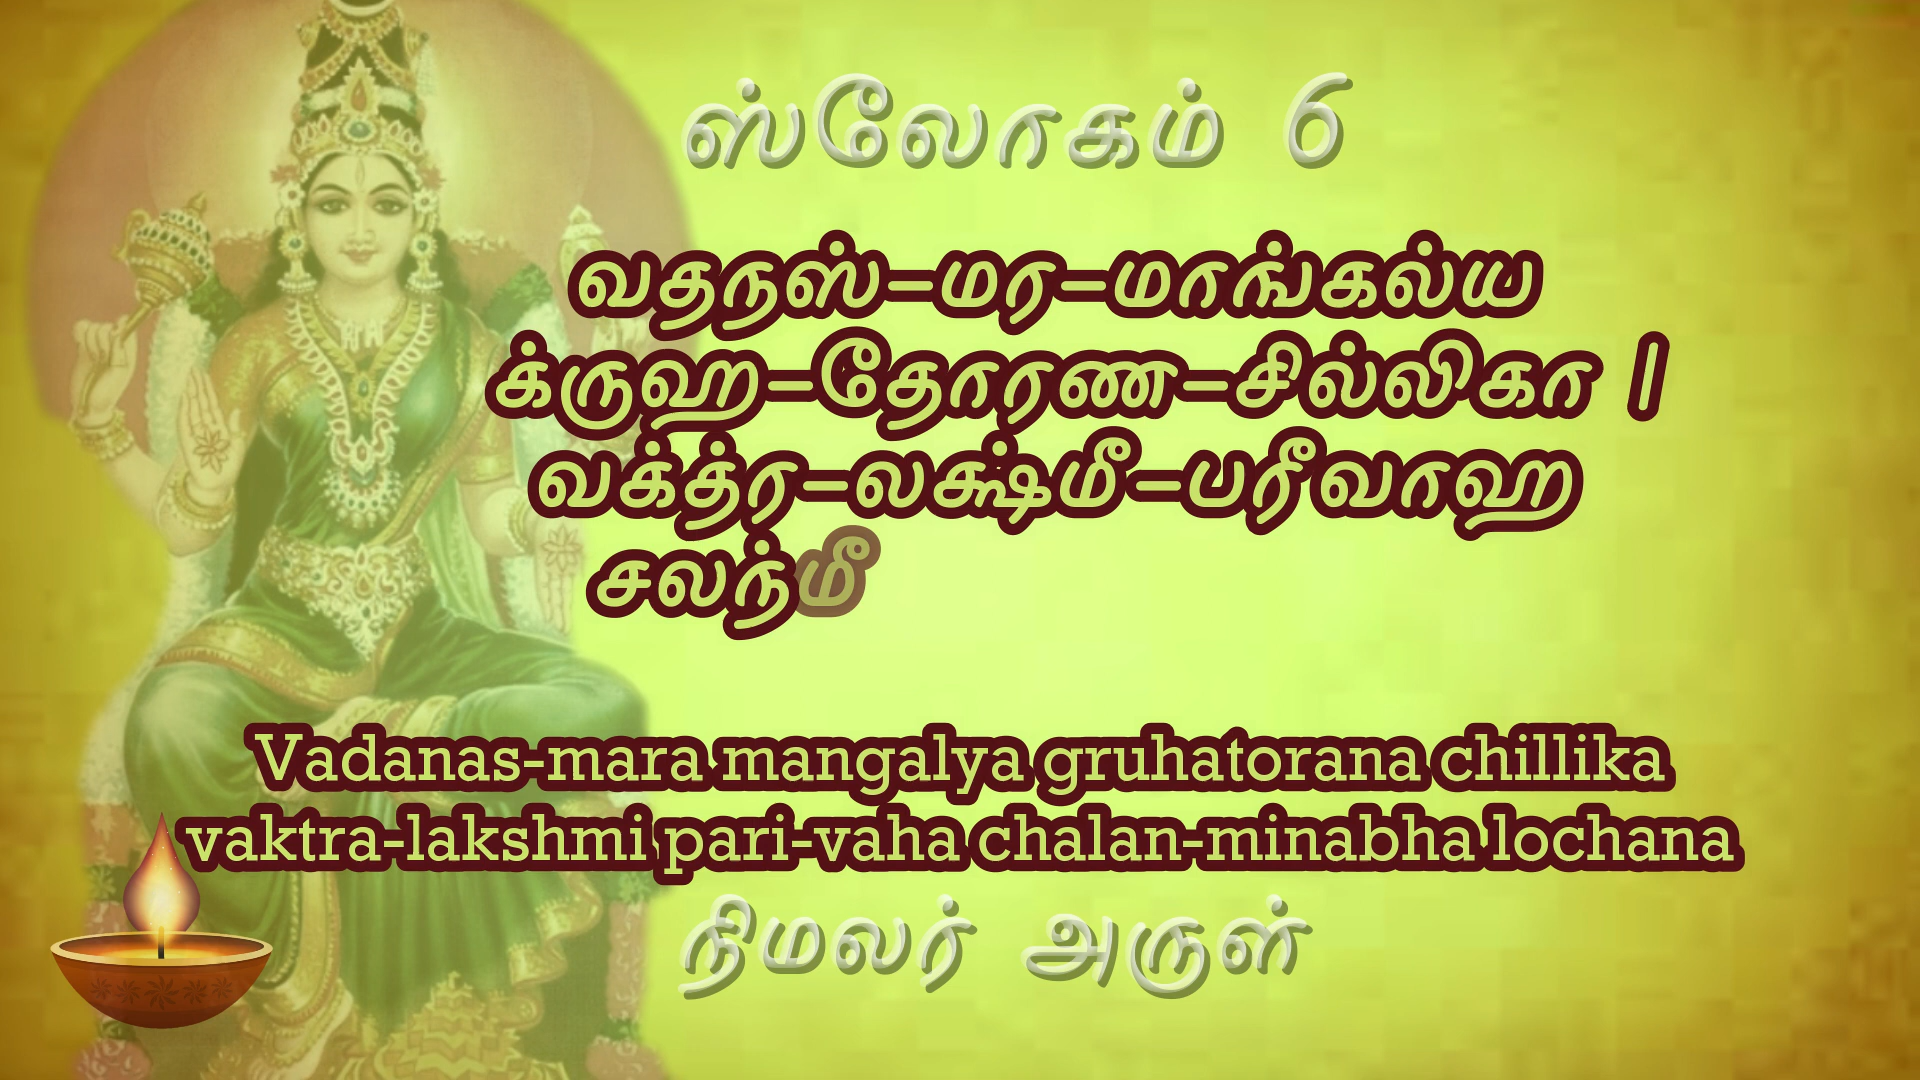 ஸ்லோகம் 6
வதநஸ்–மர–மாங்கல்ய
க்ருஹ–தோரண–சில்லிகா |
வக்த்ர–லக்ஷ்மீ–பரீவாஹ
சலந்மீ
Vadanas-mara mangalya gruhatorana chillika
vaktra-lakshmi pari-vaha chalan-minabha lochana
நிமலர் அருள்